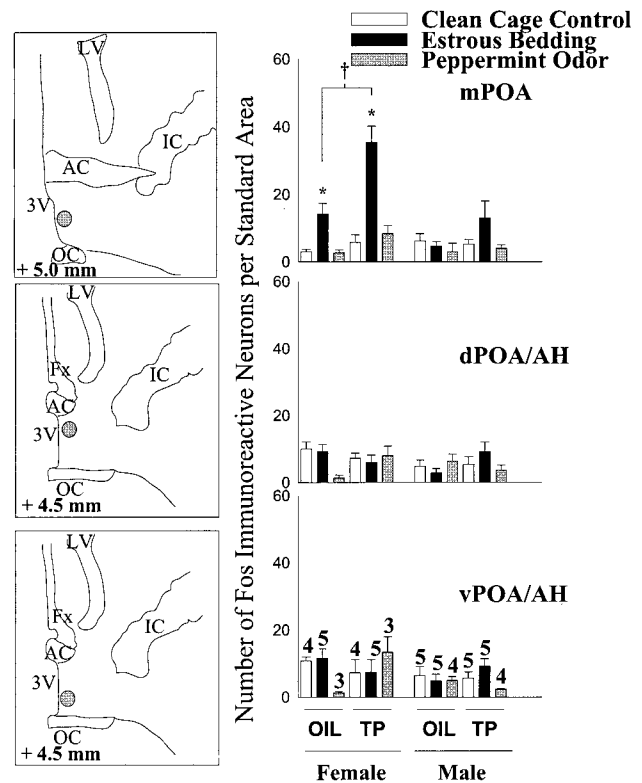 Clean Cage Control
Estrous Bedding
Peppermint Odor
LV
IC
AC
3V
OC
+ 5.0 mm
LV
Fx
IC
AC
3V
OC
+ 4.5 mm
LV
Fx
IC
AC
3V
OC
+ 4.5 mm
Number of Fos Immunoreactive Neurons per Standard Area
60
40
20
0
†
*
*
mPOA
60
40
20
0
dPOA/AH
60
40
20
0
vPOA/AH
4 5 3 4 5 3 5 5 4 5 5 4
OIL TP OIL TP
Female Male